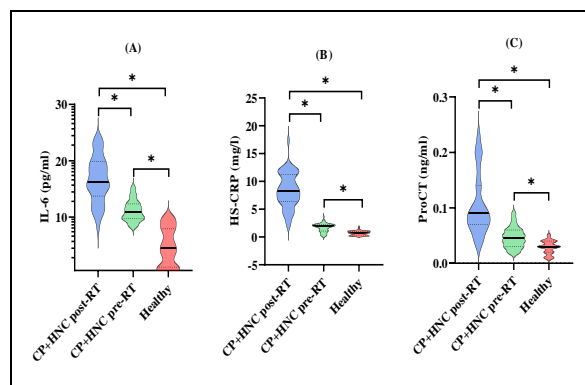 (A)
*
*
*
30
20
10
IL-6 (pg/ml)
CP+HNC post-RT
CP+HNC pre-RT
Healthy
(B)
*
*
*
25
20
15
10
5
0
-5
HS-CRP (mg/l)
CP+HNC post-RT
CP+HNC pre-RT
Healthy
(C)
*
*
*
0.3
0.2
0.1
0.0
ProCT (ng/ml)
CP+HNC post-RT
CP+HNC pre-RT
Healthy